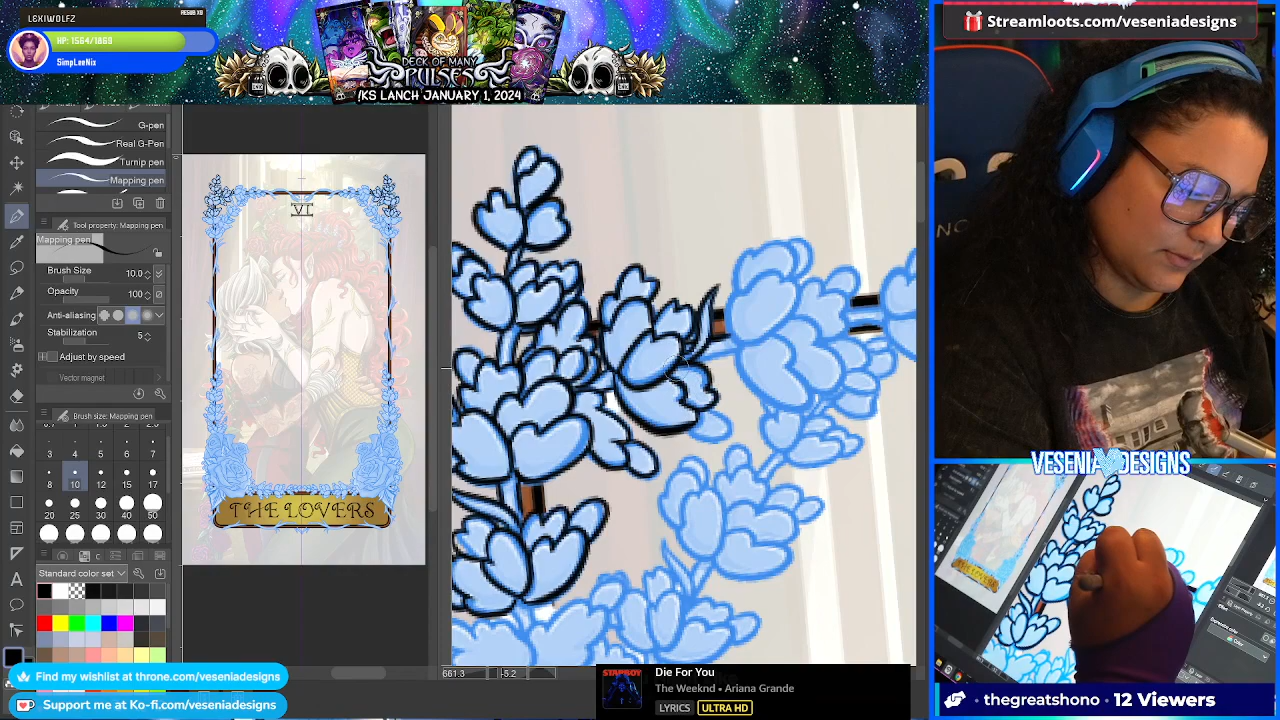 LEXIWOLFZ
HP: 1564/1869
SimpLeeNix
DECK OF MANY
PULSES
!KS LANCH JANUARY 1, 2024
Streamloots.com/veseniadesigns
G-pen
Real G-Pen
Turnip pen
Mapping pen
Tool property: Mapping pen
Mapping pen
Brush Size 10.0
Opacity 100
Anti-aliasing
Stabilization 5
Adjust by speed
Vector magnet
Brush size: Mapping pen
3 4 5 6 7
8 10 12 15 17
20 25 30 40 50
Standard color set
VI
THE LOVERS
661.3 -5.2
VESENIA DESIGNS
Find my wishlist at throne.com/veseniadesigns
Support me at Ko-fi.com/veseniadesigns
STARBOY
Die For You
The Weeknd • Ariana Grande
LYRICS ULTRA HD
thegreatshono • 12 Viewers